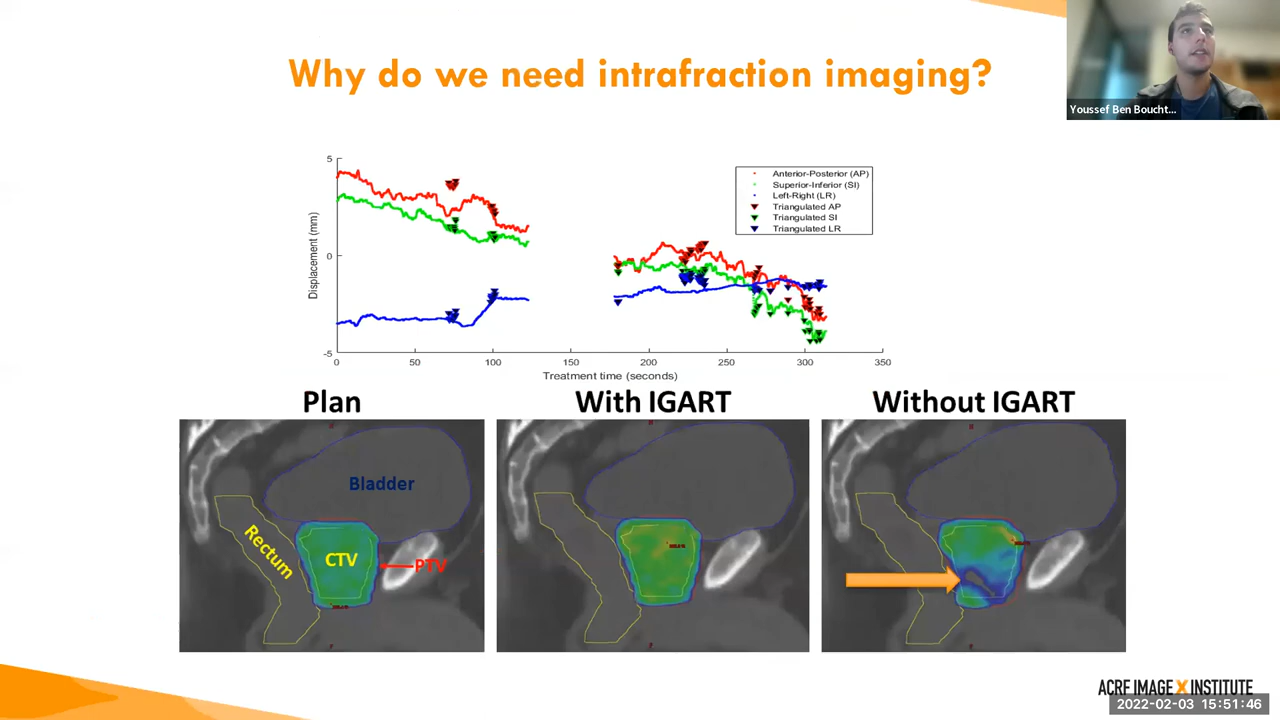 Why do we need intrafraction imaging?
Youssef Ben Boucht...
5
0
-5
Displacement (mm)
0 50 100 150 200 250 300 350
Treatment time (seconds)
Anterior-Posterior (AP)
Superior-Inferior (SI)
Left-Right (LR)
Triangulated AP
Triangulated SI
Triangulated LR
Plan
With IGART
Without IGART
Bladder
Rectum
CTV
PTV
ACRF IMAGE X INSTITUTE
2022-02-03 15:51:46